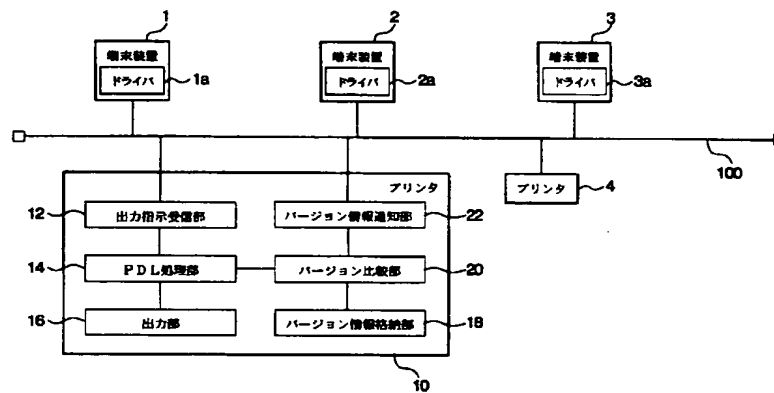 1 2 3
端末装置 端末装置 端末装置
ドライバ 1a ドライバ 2a ドライバ 3a
100
プリンタ プリンタ 4
12 出力指示受信部 バージョン情報通知部 22
14 PDL処理部 バージョン比較部 20
16 出力部 バージョン情報格納部 18
10